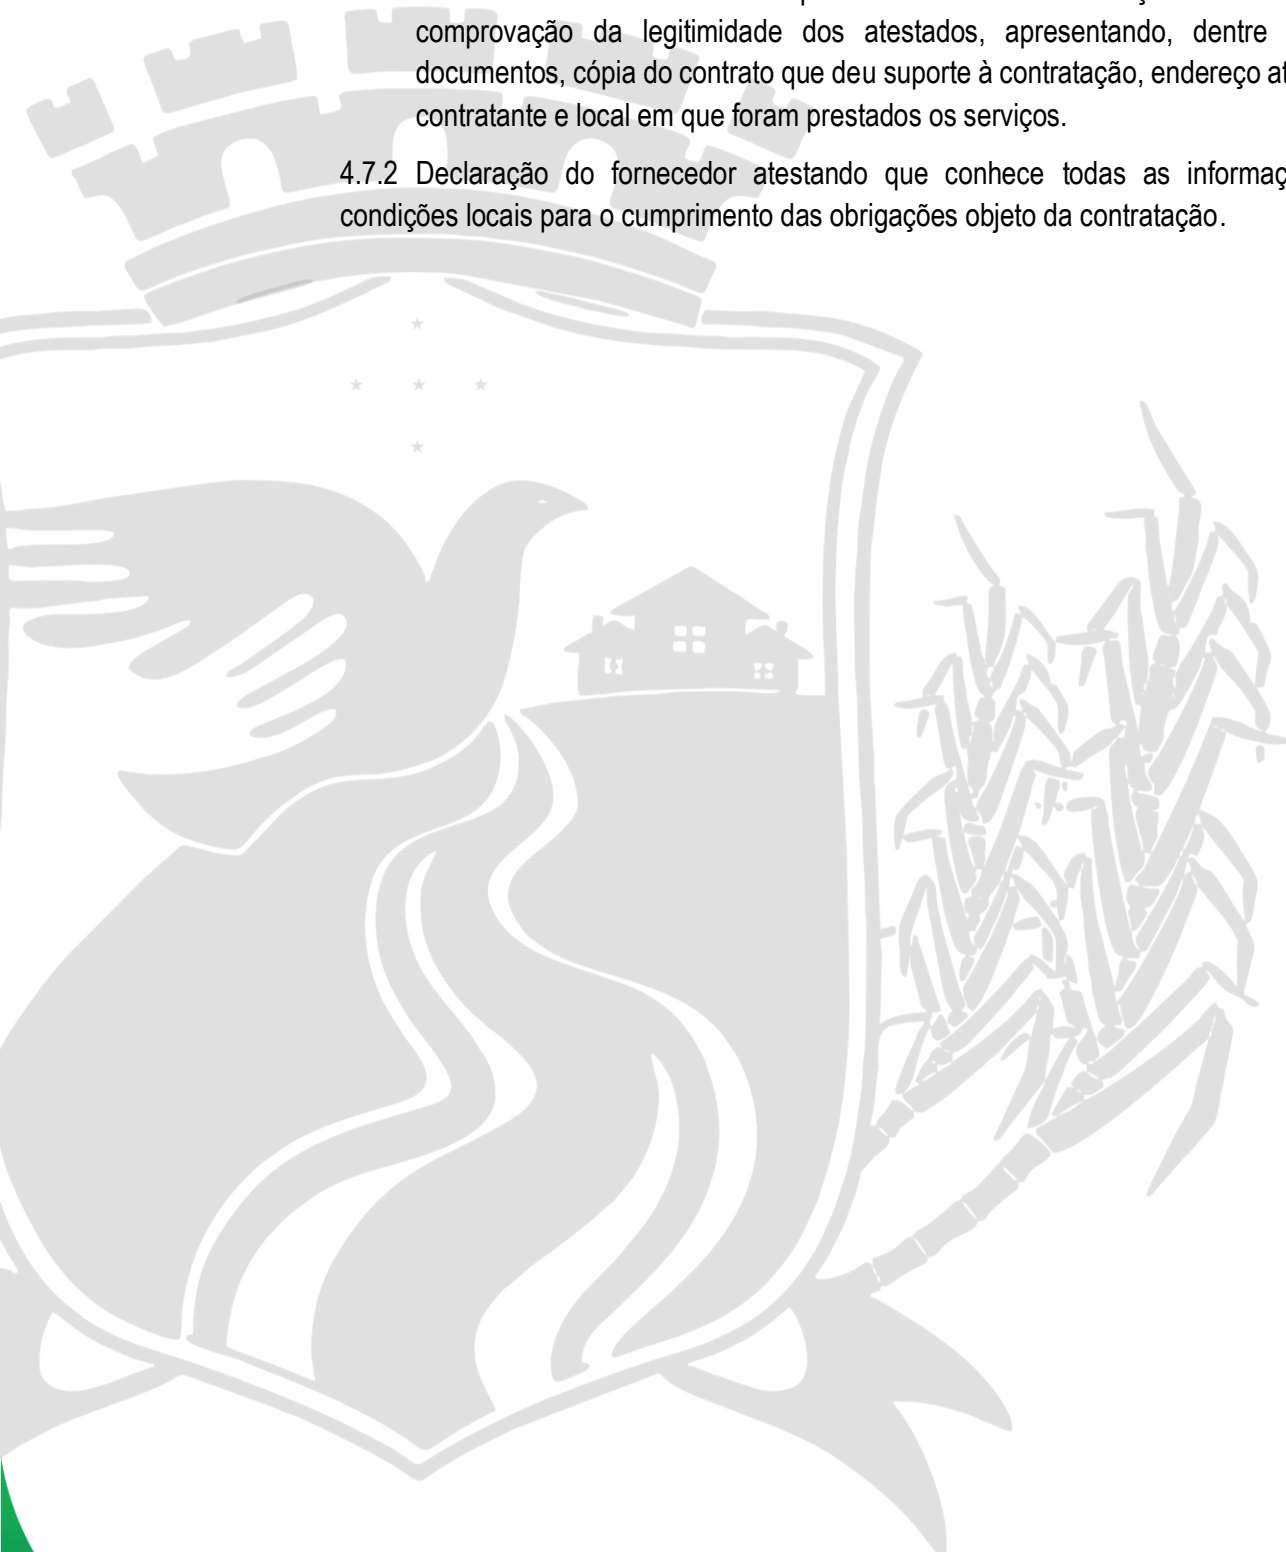 comprovação da legitimidade dos atestados, apresentando, dentre
documentos, cópia do contrato que deu suporte à contratação, endereço
contratante e local em que foram prestados os serviços.
4.7.2 Declaração do fornecedor atestando que conhece todas as
condições locais para o cumprimento das obrigações objeto da contratação.